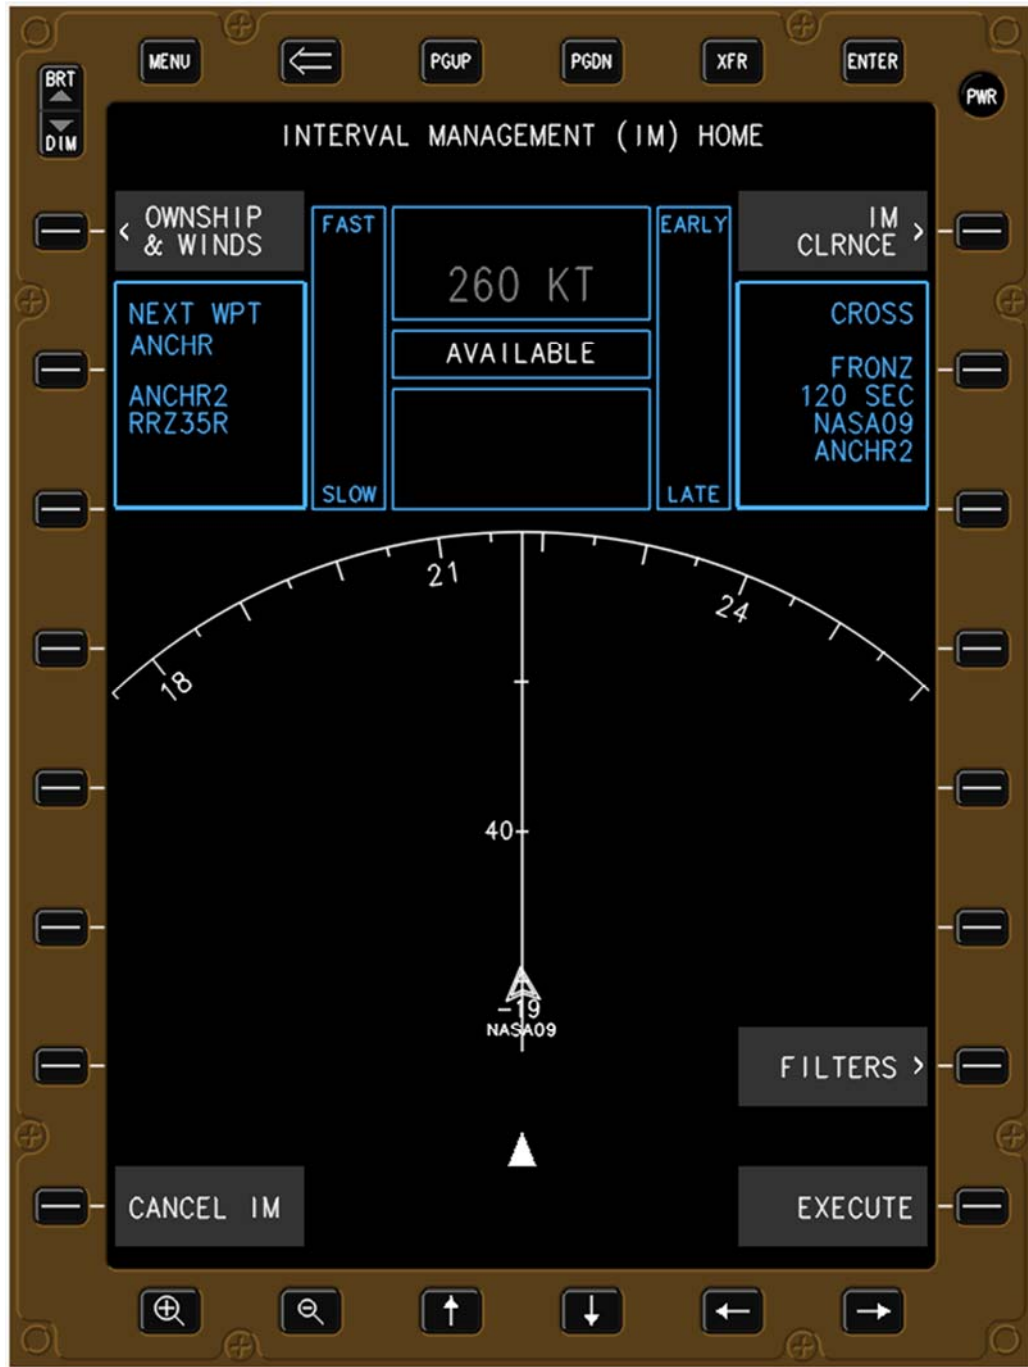 MENU
PGUP
PGDN
XFR
ENTER
BRT
DIM
PWR
INTERVAL MANAGEMENT (IM) HOME
< OWNSHIP
& WINDS
FAST
SLOW
260 KT
AVAILABLE
EARLY
LATE
IM >
CLRNCE
NEXT WPT
ANCHR
ANCHR2
RRZ35R
CROSS
FRONZ
120 SEC
NASA09
ANCHR2
18
21
24
40
-19
NASA09
FILTERS >
CANCEL IM
EXECUTE